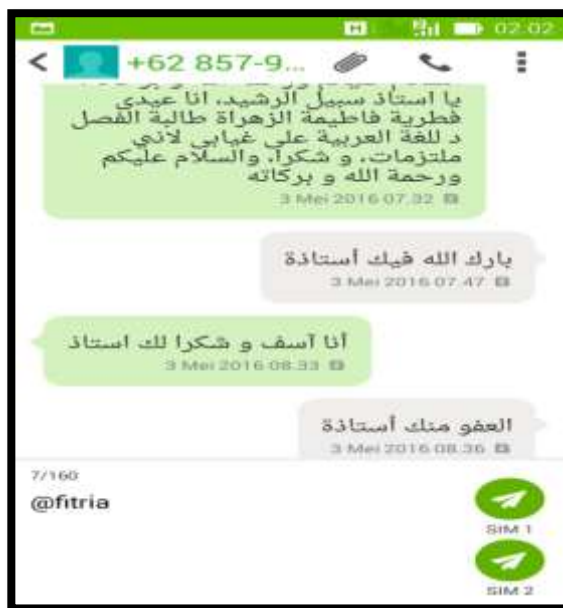 02:02
+62 857-9...
يا استاذ سبيل الرشيد، انا عيدي
فطرية فاطيمة الزهراة طالبة الفصل
د للغة العربية على غيابي لاني
ملتزمات، و شكرا، والسلام عليكم
ورحمة الله و بركاته
3 Mei 2016 07.32
بارك الله فيك أستاذة
3 Mei 2016 07.47
أنا آسف و شكرا لك استاذ
3 Mei 2016 08.33
العفو منك أستاذة
3 Mei 2016 08.36
7/160
@fitria
SIM 1
SIM 2